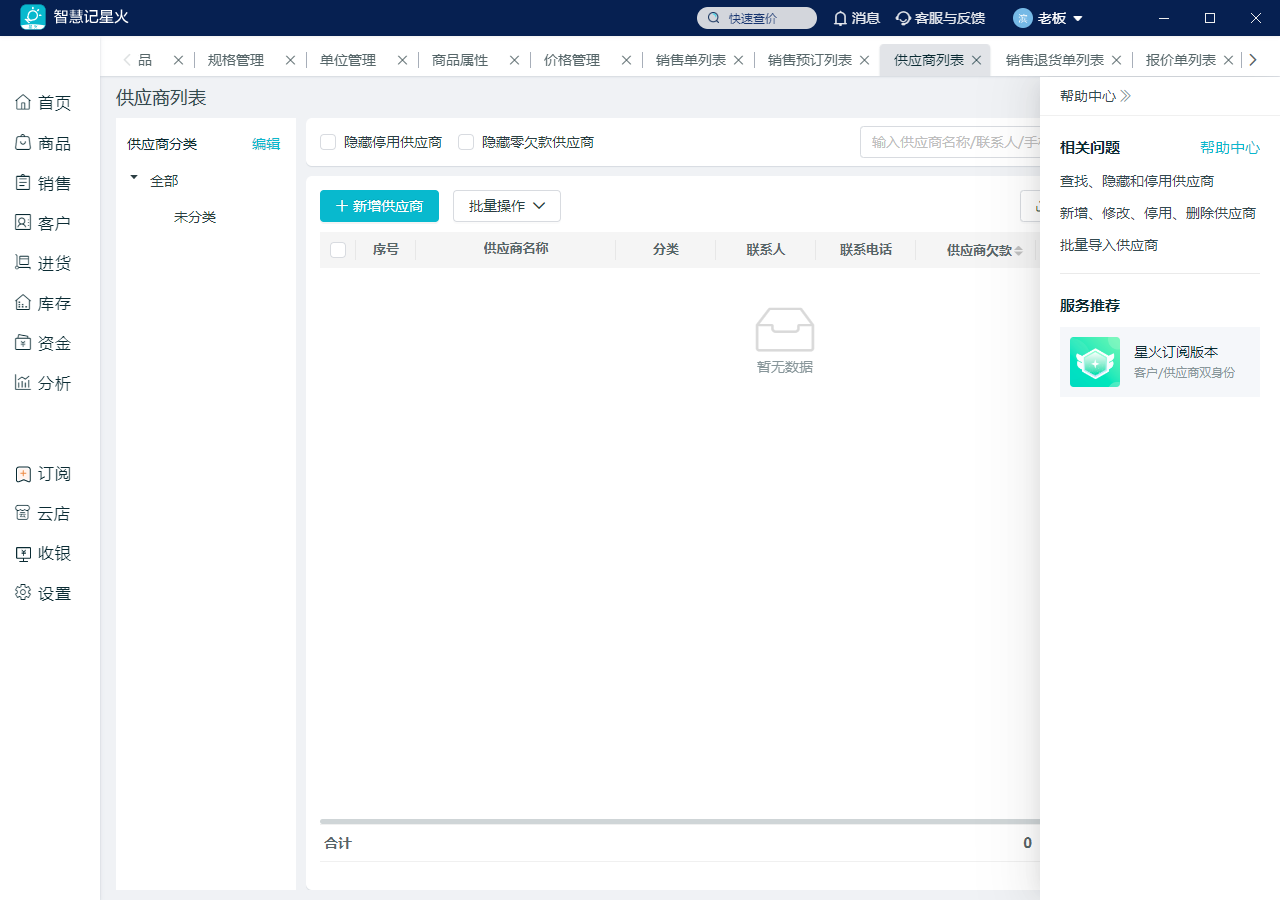 智慧记星火
快速查价
消息
客服与反馈
滨
老板
品
规格管理
单位管理
商品属性
价格管理
销售单列表
销售预订列表
供应商列表
销售退货单列表
报价单列表
首页
商品
销售
客户
进货
库存
资金
分析
订阅
云店
收银
设置
供应商列表
供应商分类
编辑
全部
未分类
隐藏停用供应商
隐藏零欠款供应商
输入供应商名称/联系人/手
新增供应商
批量操作
序号
供应商名称
分类
联系人
联系电话
供应商欠款
暂无数据
合计
0
帮助中心
相关问题
帮助中心
查找、隐藏和停用供应商
新增、修改、停用、删除供应商
批量导入供应商
服务推荐
星火订阅版本
客户/供应商双身份